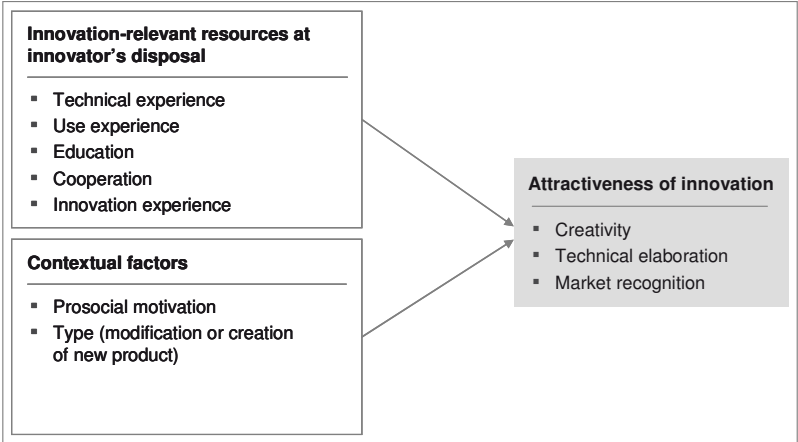 Innovation-relevant resources at
innovator's disposal
▪ Technical experience
▪ Use experience
▪ Education
▪ Cooperation
▪ Innovation experience
Contextual factors
▪ Prosocial motivation
▪ Type (modification or creation
of new product)
Attractiveness of innovation
▪ Creativity
▪ Technical elaboration
▪ Market recognition